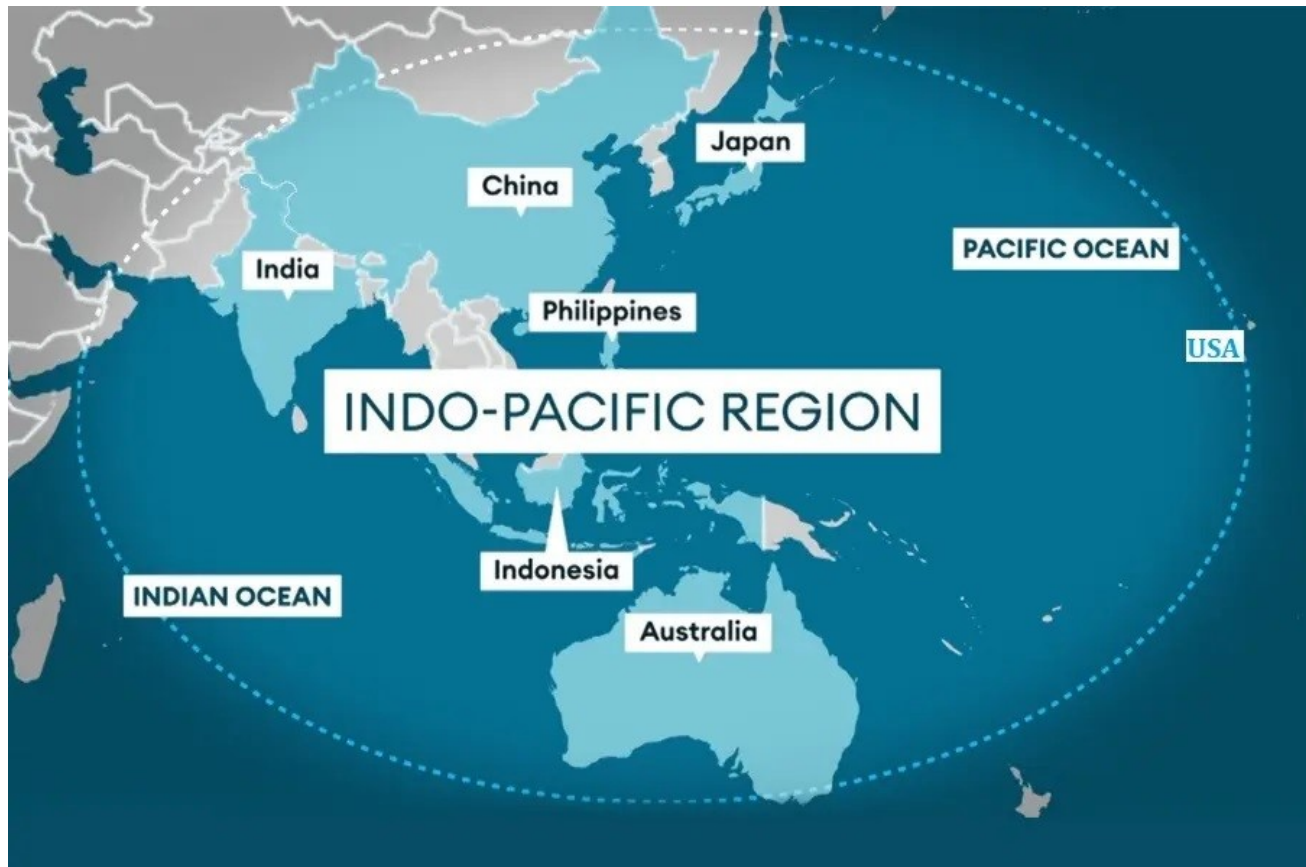 Japan
China
PACIFIC OCEAN
India
Philippines
USA
INDO-PACIFIC REGION
Indonesia
INDIAN OCEAN
Australia